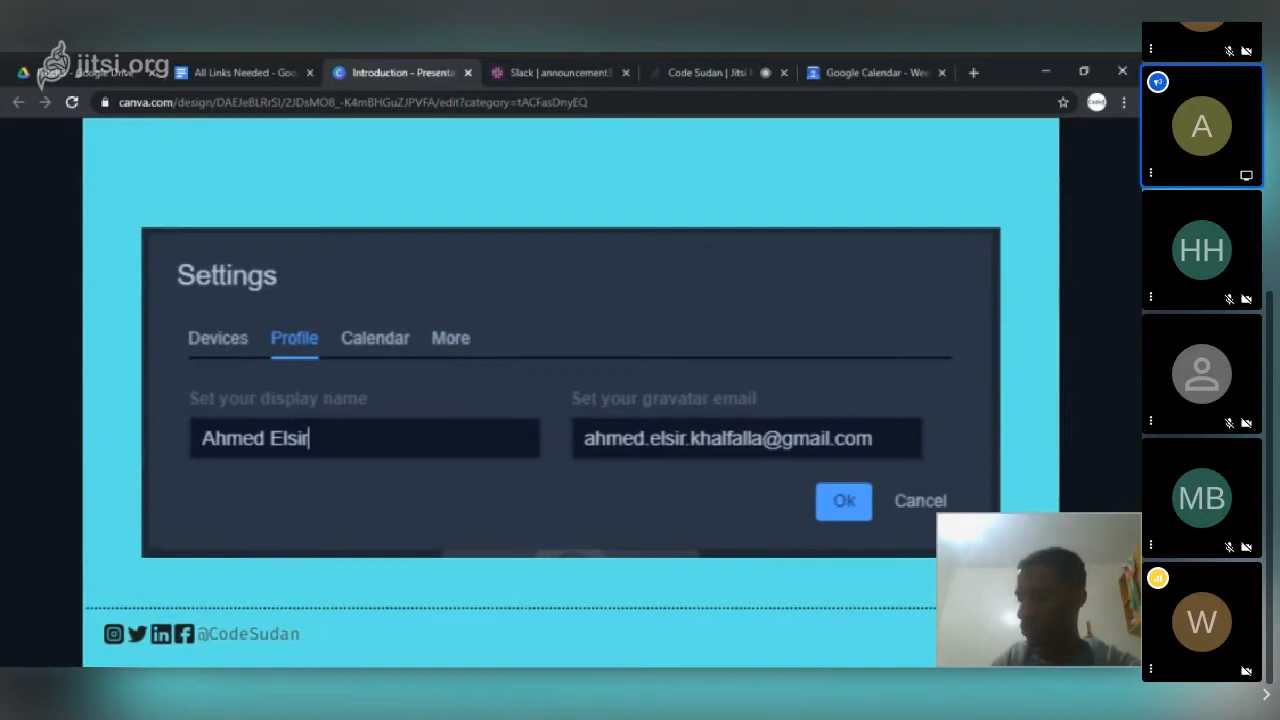 jitsi.org
All Links Needed - Goo
Introduction - Presenta
Slack | announcement
Code Sudan | Jitsi
Google Calendar - Wee
canva.com/design/DAEJeBLRrSI/2JDsMO8_-K4mBHGuZJPVFA/edit?category=tACFasDnyEQ
Settings
Devices Profile Calendar More
Set your display name Set your gravatar email
Ahmed Elsir ahmed.elsir.khalfalla@gmail.com
Ok Cancel
@CodeSudan
A
HH
MB
W